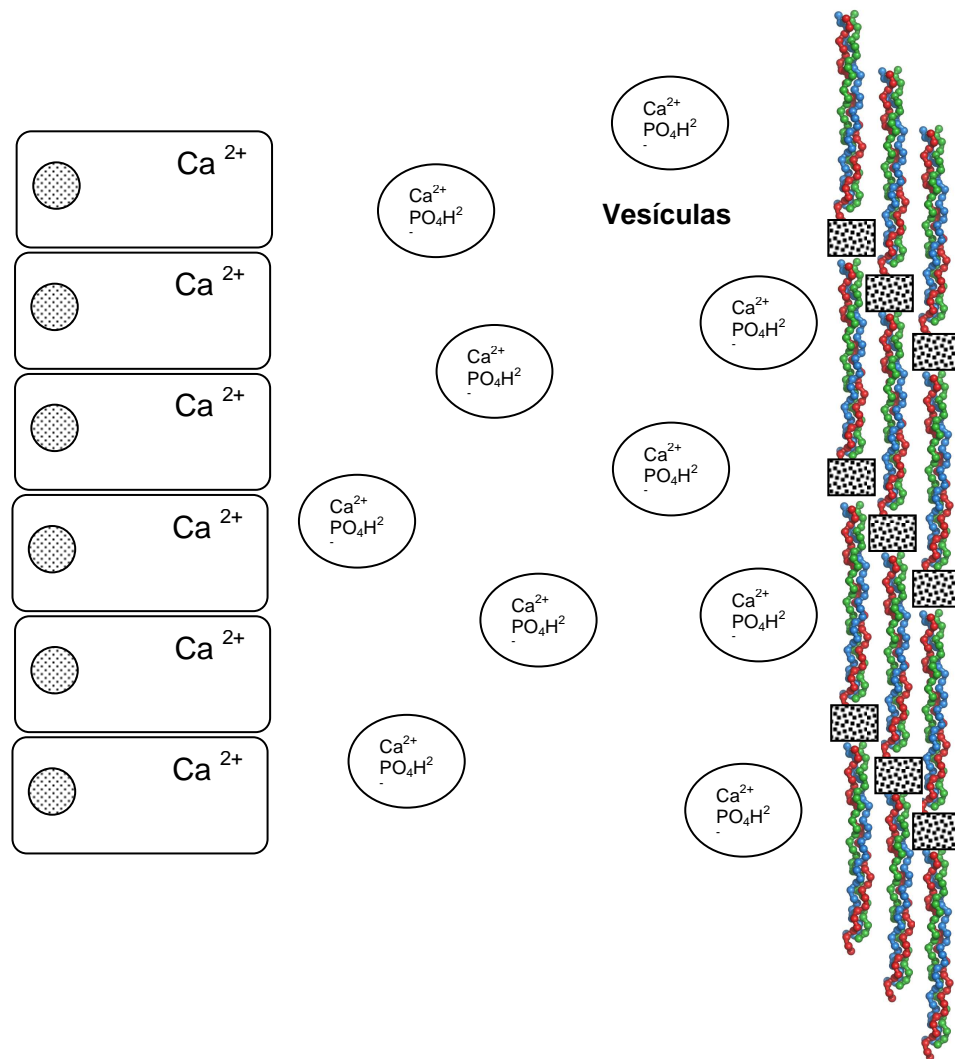 Ca²⁺
PO₄H²
-
Ca ²⁺
Ca²⁺
PO₄H²
-
Vesículas
Ca ²⁺
Ca²⁺
PO₄H²
-
Ca²⁺
PO₄H²
-
Ca ²⁺
Ca²⁺
PO₄H²
-
Ca ²⁺
Ca²⁺
PO₄H²
-
Ca ²⁺
Ca²⁺
PO₄H²
-
Ca²⁺
PO₄H²
-
Ca ²⁺
Ca²⁺
PO₄H²
-
Ca²⁺
PO₄H²
-